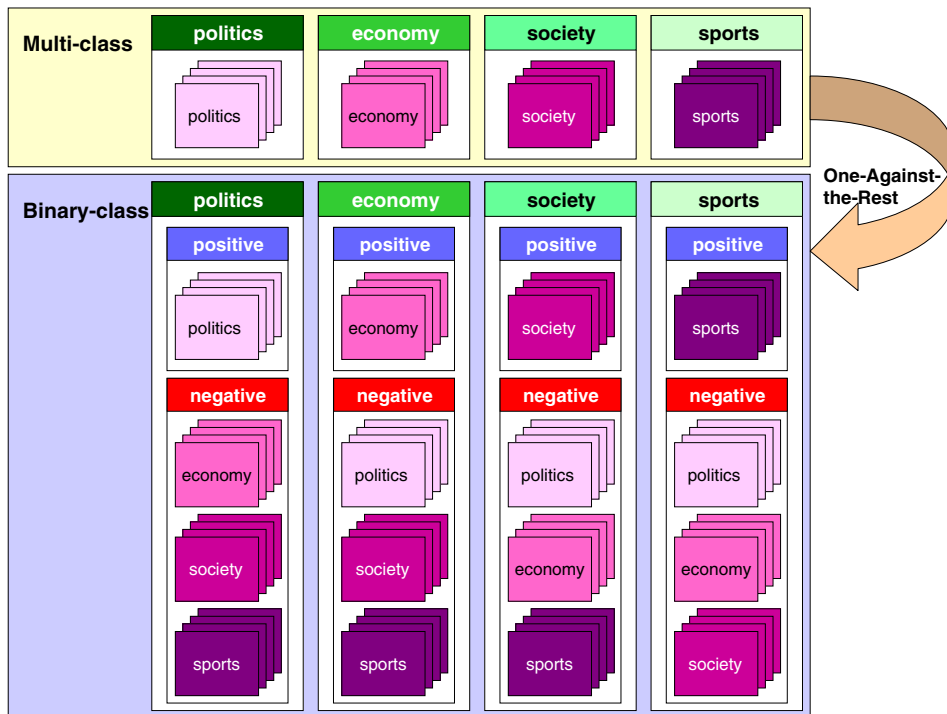 Multi-class
politics
economy
society
sports
politics
economy
society
sports
One-Against-
the-Rest
Binary-class
politics
economy
society
sports
positive
positive
positive
positive
politics
economy
society
sports
negative
negative
negative
negative
economy
politics
politics
politics
society
society
economy
economy
sports
sports
sports
society